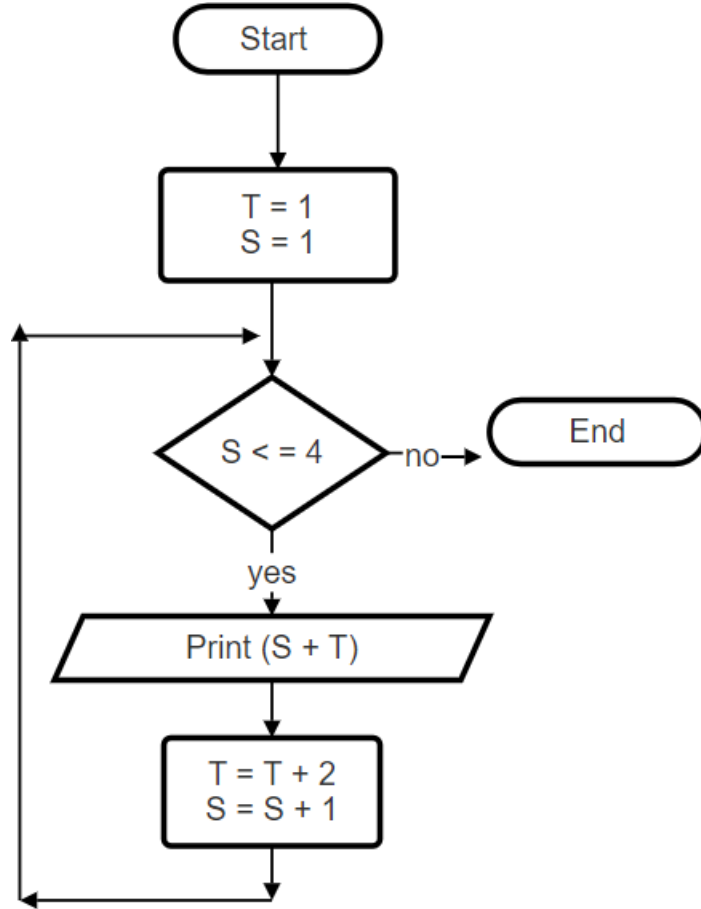 Start
T = 1
S = 1
S < = 4
no
End
yes
Print (S + T)
T = T + 2
S = S + 1